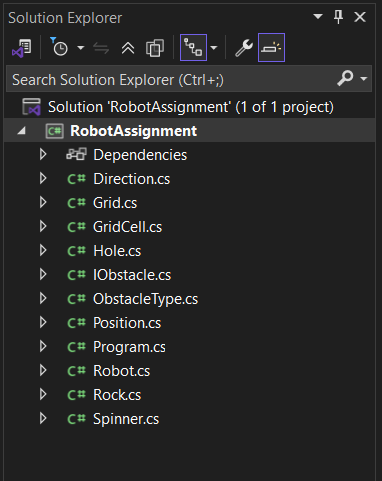 Solution Explorer
Search Solution Explorer (Ctrl+;)
Solution 'RobotAssignment' (1 of 1 project)
C# RobotAssignment
Dependencies
C# Direction.cs
C# Grid.cs
C# GridCell.cs
C# Hole.cs
C# IObstacle.cs
C# ObstacleType.cs
C# Position.cs
C# Program.cs
C# Robot.cs
C# Rock.cs
C# Spinner.cs